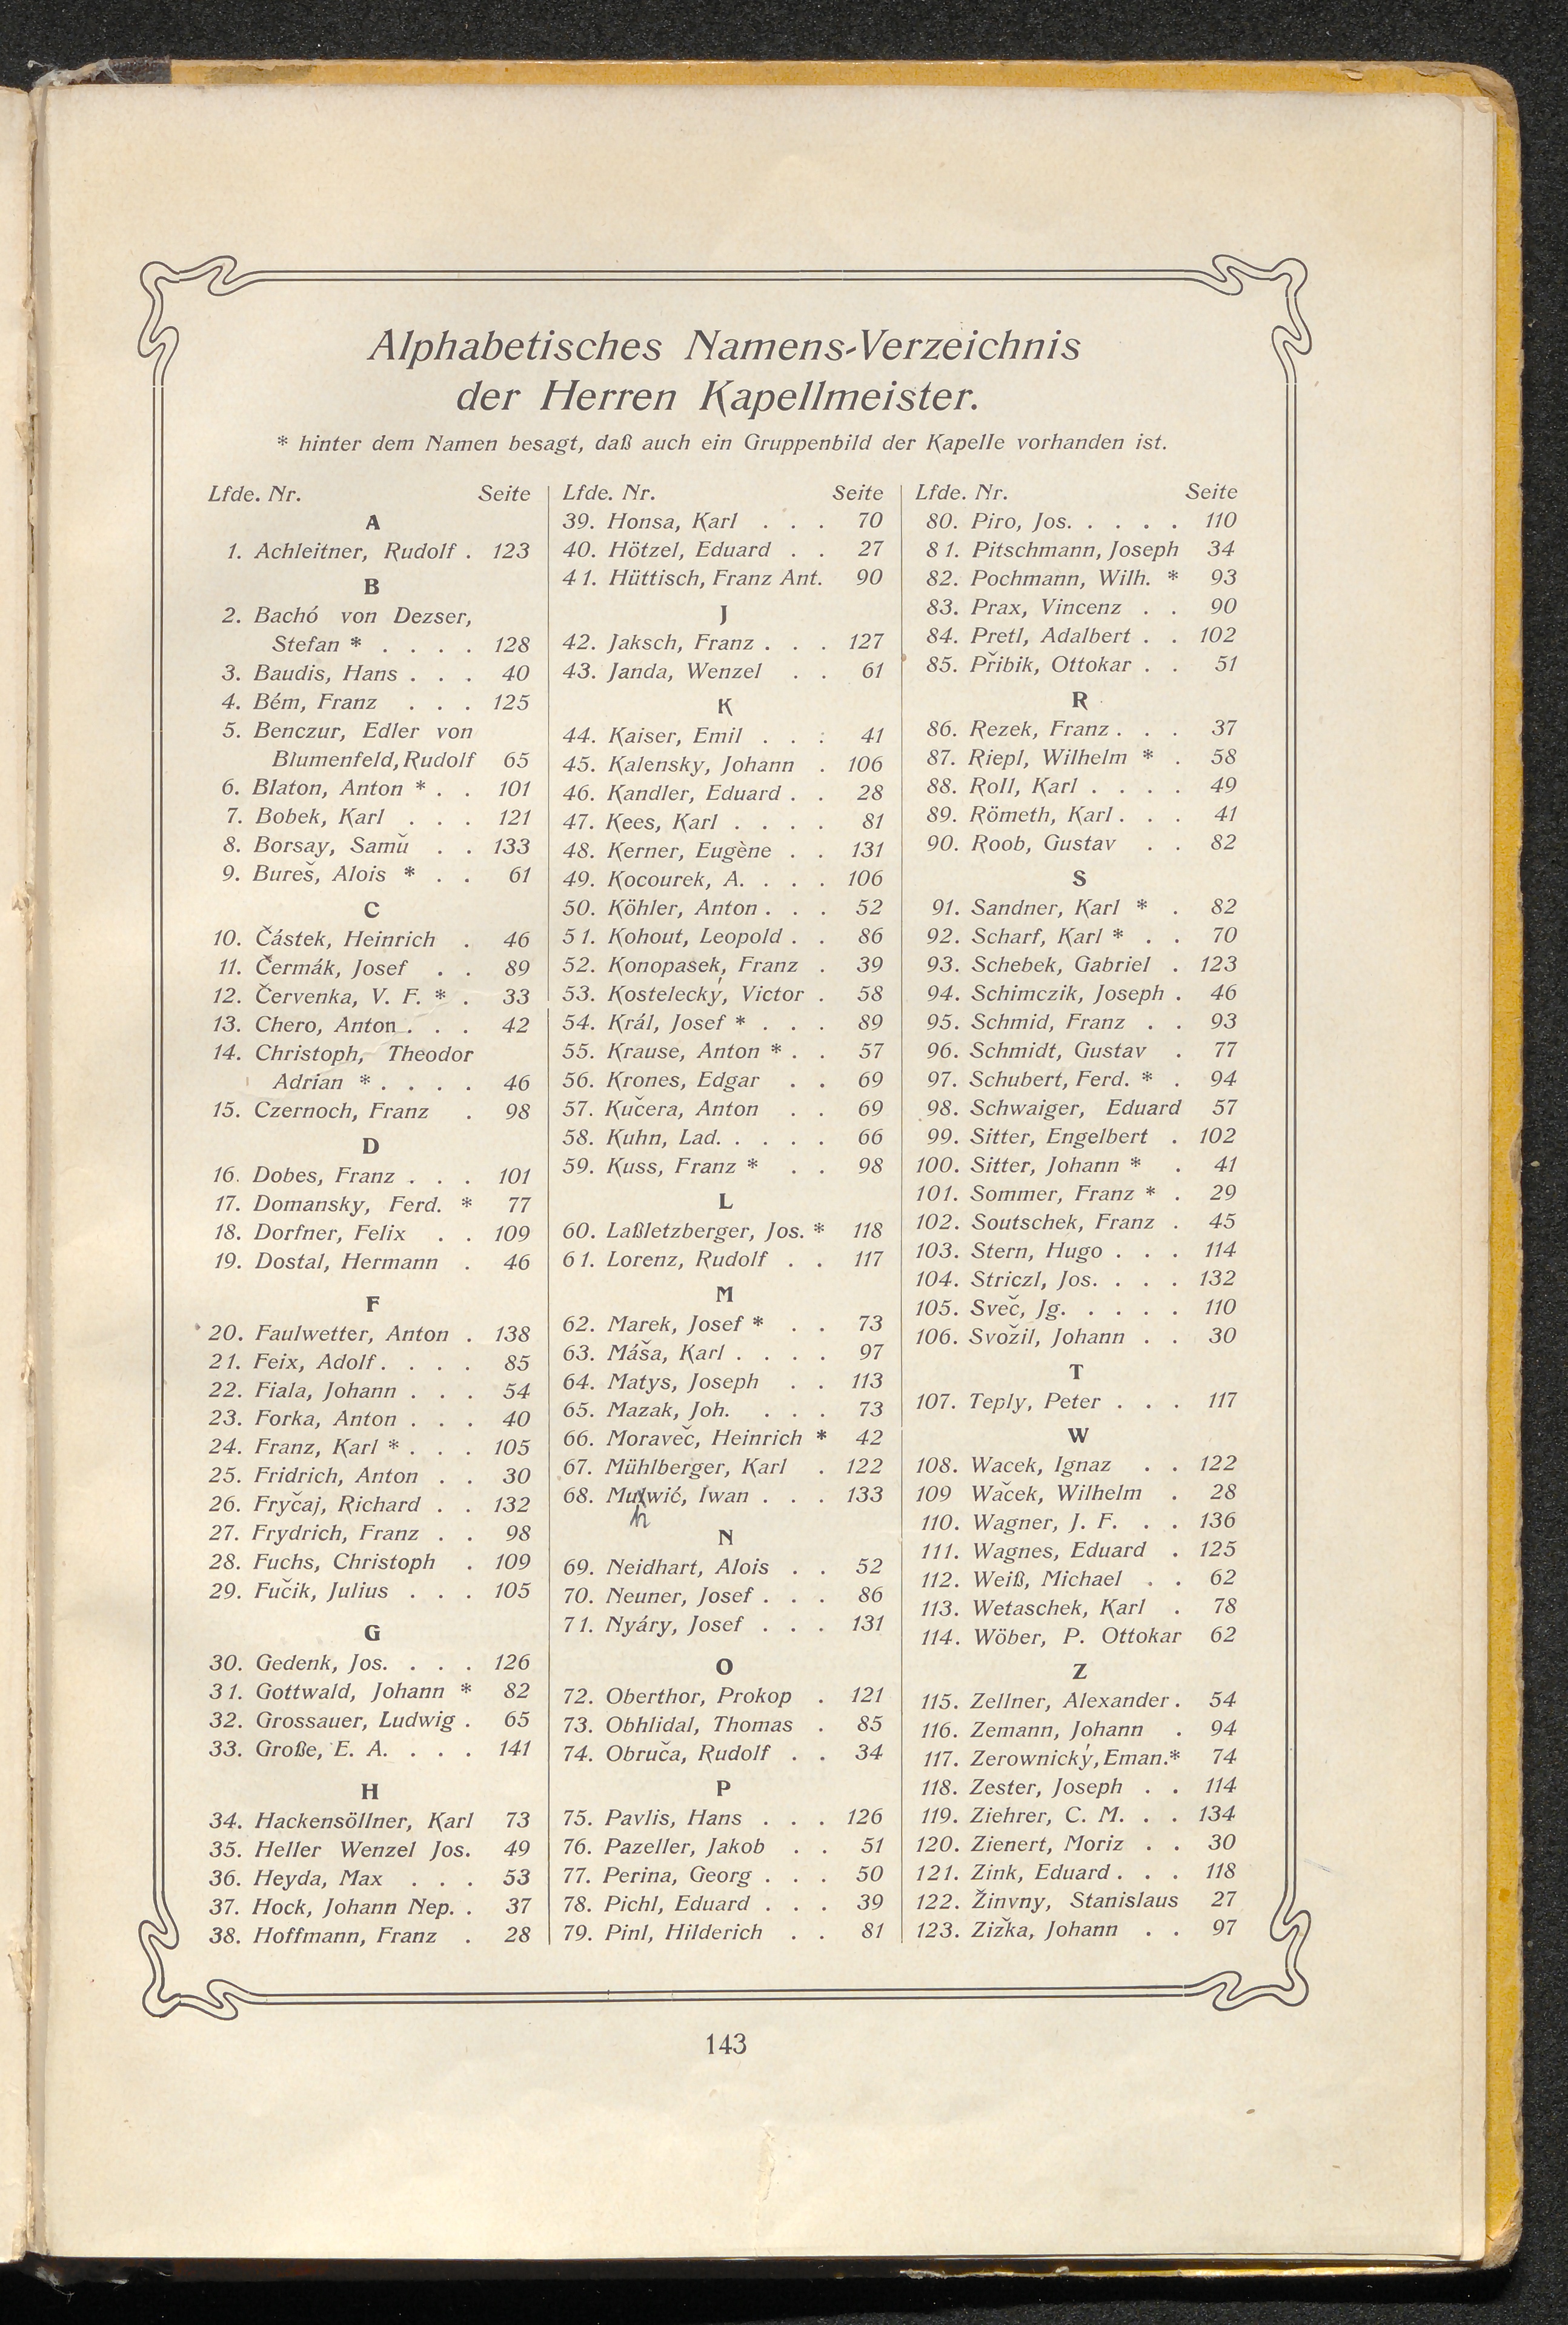 Alphabetisches Namens-Verzeichnis
der Herren Kapellmeister.
* hinter dem Namen besagt, daß auch ein Gruppenbild der Kapelle vorhanden ist.
Lfde. Nr. Seite
A
1. Achleitner, Rudolf . 123
B
2. Bachó von Dezser,
Stefan * . . . . 128
3. Baudis, Hans . . . 40
4. Bém, Franz . . . 125
5. Benczur, Edler von
Blumenfeld, Rudolf 65
6. Blaton, Anton * . . 101
7. Bobek, Karl . . . 121
8. Borsay, Samǔ . . 133
9. Bureš, Alois * . . 61
C
10. Částek, Heinrich . 46
11. Čermák, Josef . . 89
12. Červenka, V. F. * . 33
13. Chero, Anton . . . 42
14. Christoph, Theodor
Adrian * . . . . 46
15. Czernoch, Franz . 98
D
16. Dobes, Franz . . . 101
17. Domansky, Ferd. * 77
18. Dorfner, Felix . . 109
19. Dostal, Hermann . 46
F
20. Faulwetter, Anton . 138
21. Feix, Adolf . . . . 85
22. Fiala, Johann . . . 54
23. Forka, Anton . . . 40
24. Franz, Karl * . . . 105
25. Fridrich, Anton . . 30
26. Fryčaj, Richard . . 132
27. Frydrich, Franz . . 98
28. Fuchs, Christoph . 109
29. Fučik, Julius . . . 105
G
30. Gedenk, Jos. . . . 126
31. Gottwald, Johann * 82
32. Grossauer, Ludwig . 65
33. Große, E. A. . . . 141
H
34. Hackensöllner, Karl 73
35. Heller Wenzel Jos. 49
36. Heyda, Max . . . 53
37. Hock, Johann Nep. . 37
38. Hoffmann, Franz . 28
Lfde. Nr. Seite
39. Honsa, Karl . . . 70
40. Hötzel, Eduard . . 27
41. Hüttisch, Franz Ant. 90
J
42. Jaksch, Franz . . . 127
43. Janda, Wenzel . . 61
K
44. Kaiser, Emil . . : 41
45. Kalensky, Johann . 106
46. Kandler, Eduard . . 28
47. Kees, Karl . . . . 81
48. Kerner, Eugène . . 131
49. Kocourek, A. . . . 106
50. Köhler, Anton . . . 52
51. Kohout, Leopold . . 86
52. Konopasek, Franz . 39
53. Kostelecký, Victor . 58
54. Král, Josef * . . . 89
55. Krause, Anton * . . 57
56. Krones, Edgar . . 69
57. Kučera, Anton . . 69
58. Kuhn, Lad. . . . . 66
59. Kuss, Franz * . . 98
L
60. Laßletzberger, Jos. * 118
61. Lorenz, Rudolf . . 117
M
62. Marek, Josef * . . 73
63. Máša, Karl . . . . 97
64. Matys, Joseph . . 113
65. Mazak, Joh. . . . 73
66. Moraveč, Heinrich * 42
67. Mühlberger, Karl . 122
68. Iwan . . . 133
N
69. Neidhart, Alois . . 52
70. Neuner, Josef . . . 86
71. Nyáry, Josef . . . 131
O
72. Oberthor, Prokop . 121
73. Obhlidal, Thomas . 85
74. Obruča, Rudolf . . 34
P
75. Pavlis, Hans . . . 126
76. Pazeller, Jakob . . 51
77. Perina, Georg . . . 50
78. Pichl, Eduard . . . 39
79. Pinl, Hilderich . . 81
Lfde. Nr. Seite
80. Piro, Jos. . . . . 110
81. Pitschmann, Joseph 34
82. Pochmann, Wilh. * 93
83. Prax, Vincenz . . 90
84. Pretl, Adalbert . . 102
85. Přibik, Ottokar . . 51
R
86. Rezek, Franz . . . 37
87. Riepl, Wilhelm * . 58
88. Roll, Karl . . . . 49
89. Römeth, Karl . . . 41
90. Roob, Gustav . . 82
S
91. Sandner, Karl * . 82
92. Scharf, Karl * . . 70
93. Schebek, Gabriel . 123
94. Schimczik, Joseph . 46
95. Schmid, Franz . . 93
96. Schmidt, Gustav . 77
97. Schubert, Ferd. * . 94
98. Schwaiger, Eduard 57
99. Sitter, Engelbert . 102
100. Sitter, Johann * . 41
101. Sommer, Franz * . 29
102. Soutschek, Franz . 45
103. Stern, Hugo . . . 114
104. Striczl, Jos. . . . 132
105. Sveč, Jg. . . . . 110
106. Svožil, Johann . . 30
T
107. Teply, Peter . . . 117
W
108. Wacek, Ignaz . . 122
109 Waček, Wilhelm . 28
110. Wagner, J. F. . . 136
111. Wagnes, Eduard . 125
112. Weiß, Michael . . 62
113. Wetaschek, Karl . 78
114. Wöber, P. Ottokar 62
Z
115. Zellner, Alexander . 54
116. Zemann, Johann . 94
117. Zerownický, Eman.* 74
118. Zester, Joseph . . 114
119. Ziehrer, C. M. . . 134
120. Zienert, Moriz . . 30
121. Zink, Eduard . . . 118
122. Žinvny, Stanislaus 27
123. Zižka, Johann . . 97
143